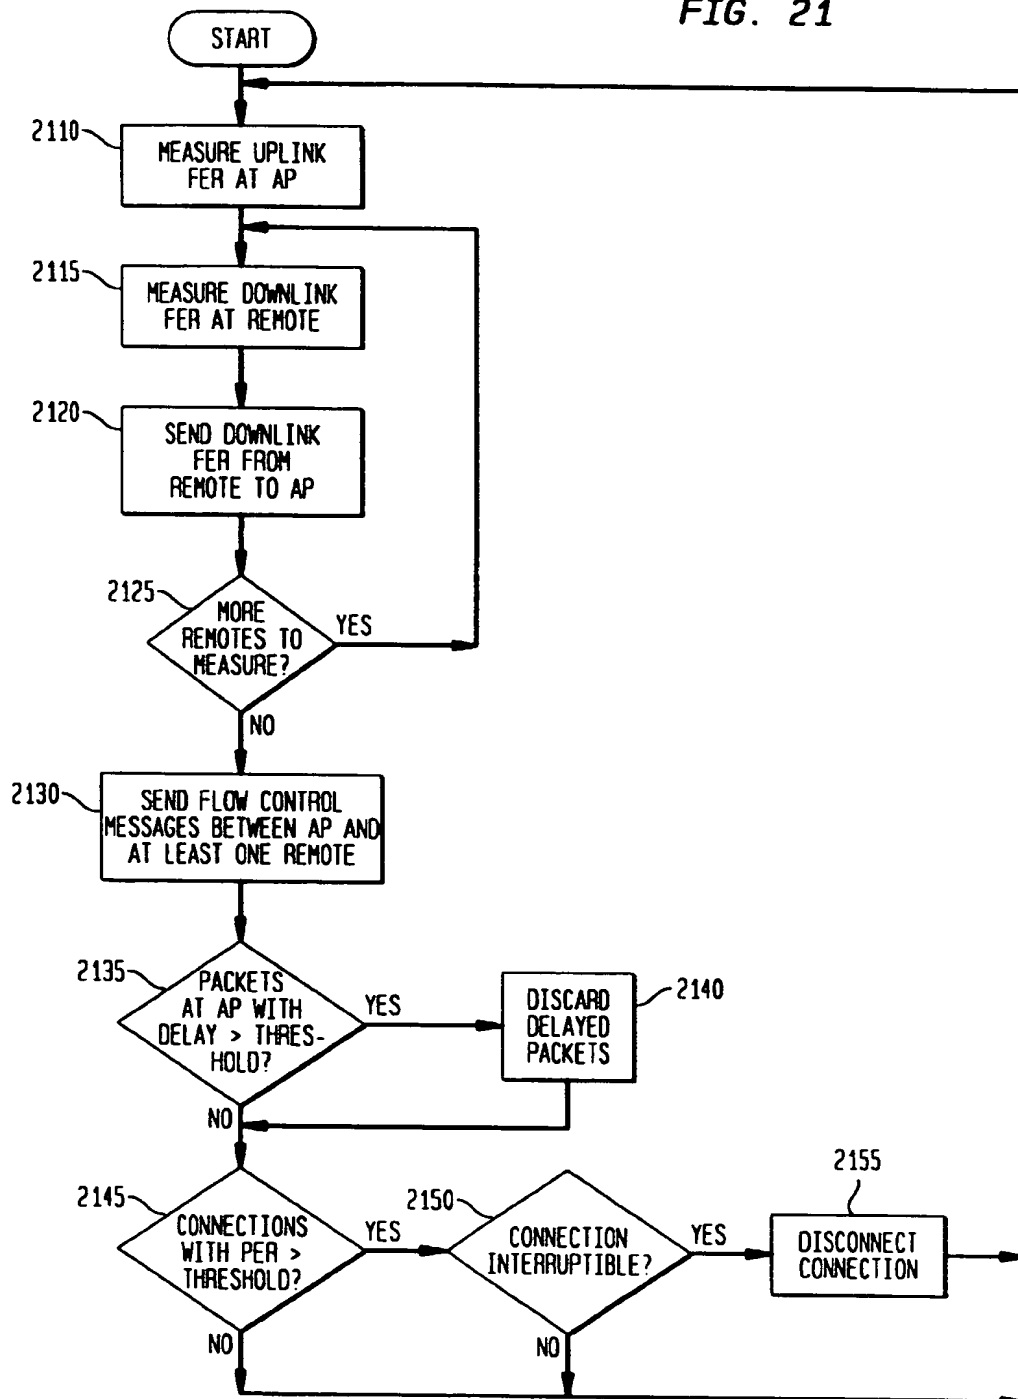 FIG. 21
START
2110
MEASURE UPLINK
FER AT AP
2115
MEASURE DOWNLINK
FER AT REMOTE
2120
SEND DOWNLINK
FER FROM
REMOTE TO AP
2125
MORE
REMOTES TO
MEASURE?
YES
NO
2130
SEND FLOW CONTROL
MESSAGES BETWEEN AP AND
AT LEAST ONE REMOTE
2135
PACKETS
AT AP WITH
DELAY > THRES-
HOLD?
YES
2140
DISCARD
DELAYED
PACKETS
NO
2145
CONNECTIONS
WITH PER >
THRESHOLD?
YES
2150
CONNECTION
INTERRUPTIBLE?
YES
2155
DISCONNECT
CONNECTION
NO
NO